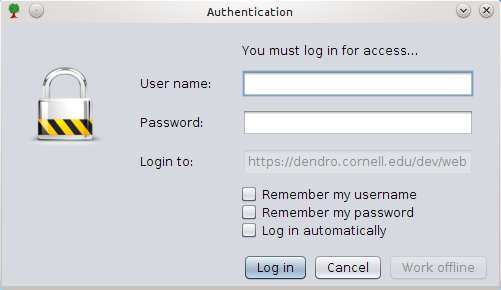 Authentication
You must log in for access...
User name:
Password:
Login to: https://dendro.cornell.edu/dev/web
Remember my username
Remember my password
Log in automatically
Log in Cancel Work offline